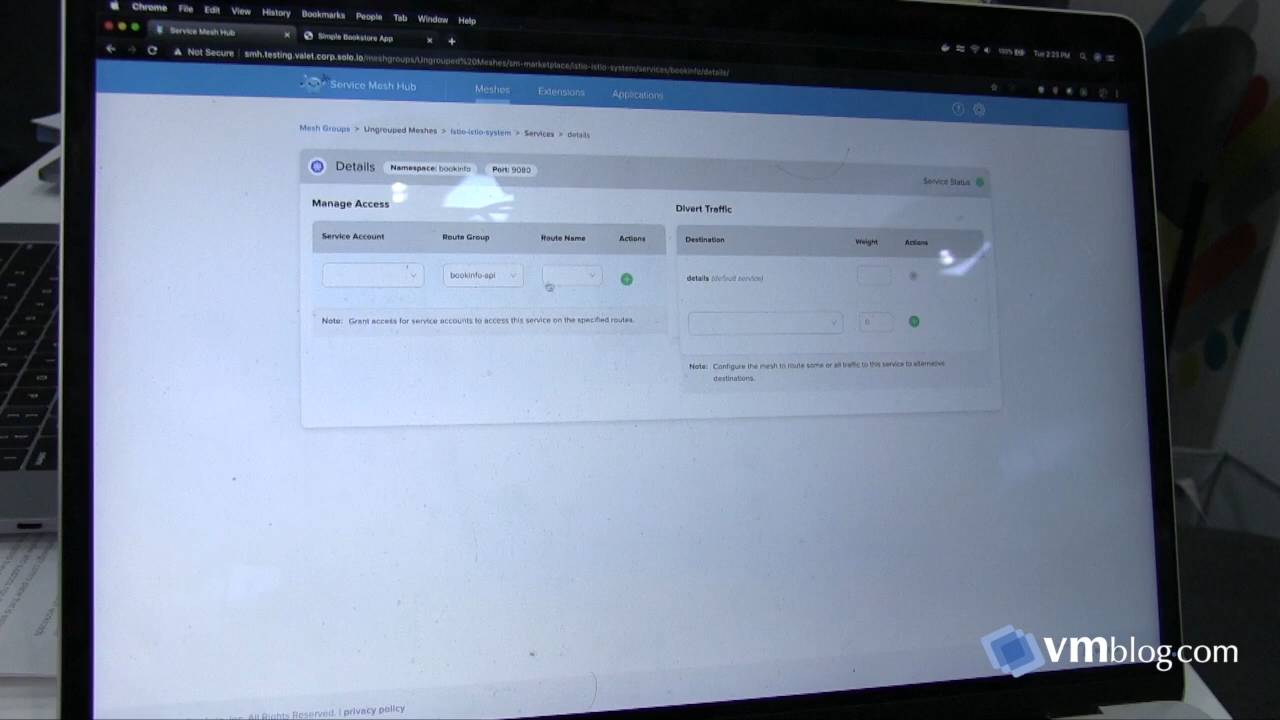 Chrome File Edit View History Bookmarks People Tab Window Help
100% Tue 2:23 PM
Service Mesh Hub × Simple Bookstore App × +
Not Secure | smh.testing.valet.corp.solo.io/meshgroups/Ungrouped%20Meshes/sm-marketplace/istio-istio-system/services/bookinfo/details/
Service Mesh Hub Meshes Extensions Applications ?
Mesh Groups > Ungrouped Meshes > istio-istio-system > Services > details
Details Namespace: bookinfo Port: 9080 Service Status
Manage Access
Service Account Route Group Route Name Actions
bookinfo-api
Note: Grant access for service accounts to access this service on the specified routes.
Divert Traffic
Destination Weight Actions
details (default service)
0
Note: Configure the mesh to route some or all traffic to this service to alternative
destinations.
Inc. All Rights Reserved. | privacy policy
vmblog.com